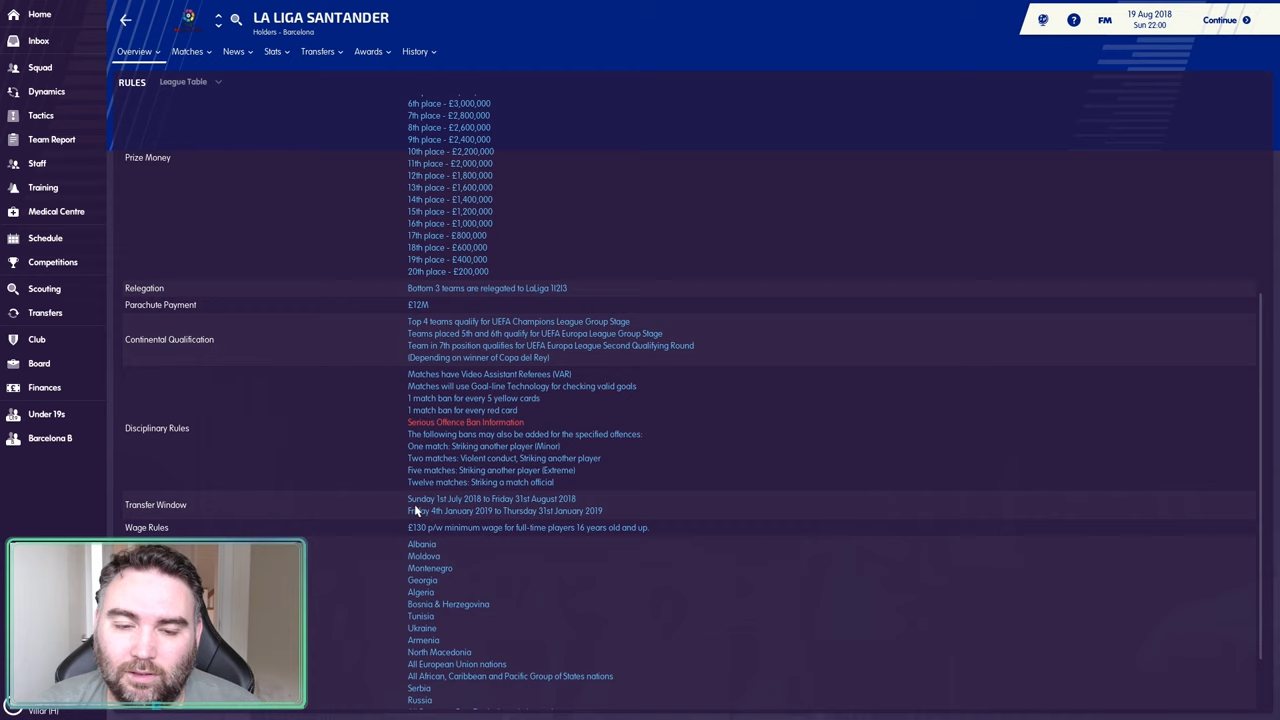 Home
Inbox
Squad
Dynamics
Tactics
Team Report
Staff
Training
Medical Centre
Schedule
Competitions
Scouting
Transfers
Club
Board
Finances
Under 19s
Barcelona B
LA LIGA SANTANDER
Holders - Barcelona
?
FM
19 Aug 2018
Sun 22:00
Continue
Overview
Matches
News
Stats
Transfers
Awards
History
RULES
League Table
Prize Money
6th place - £3,000,000
7th place - £2,800,000
8th place - £2,600,000
9th place - £2,400,000
10th place - £2,200,000
11th place - £2,000,000
12th place - £1,800,000
13th place - £1,600,000
14th place - £1,400,000
15th place - £1,200,000
16th place - £1,000,000
17th place - £800,000
18th place - £600,000
19th place - £400,000
20th place - £200,000
Relegation
Bottom 3 teams are relegated to LaLiga 1|2|3
Parachute Payment
£12M
Continental Qualification
Top 4 teams qualify for UEFA Champions League Group Stage
Teams placed 5th and 6th qualify for UEFA Europa League Group Stage
Team in 7th position qualifies for UEFA Europa League Second Qualifying Round
(Depending on winner of Copa del Rey)
Disciplinary Rules
Matches have Video Assistant Referees (VAR)
Matches will use Goal-line Technology for checking valid goals
1 match ban for every 5 yellow cards
1 match ban for every red card
Serious Offence Ban Information
The following bans may also be added for the specified offences:
One match: Striking another player (Minor)
Two matches: Violent conduct, Striking another player
Five matches: Striking another player (Extreme)
Twelve matches: Striking a match official
Transfer Window
Sunday 1st July 2018 to Friday 31st August 2018
Friday 4th January 2019 to Thursday 31st January 2019
Wage Rules
£130 p/w minimum wage for full-time players 16 years old and up.
Albania
Moldova
Montenegro
Georgia
Algeria
Bosnia & Herzegovina
Tunisia
Ukraine
Armenia
North Macedonia
All European Union nations
All African, Caribbean and Pacific Group of States nations
Serbia
Russia
Villar (H)